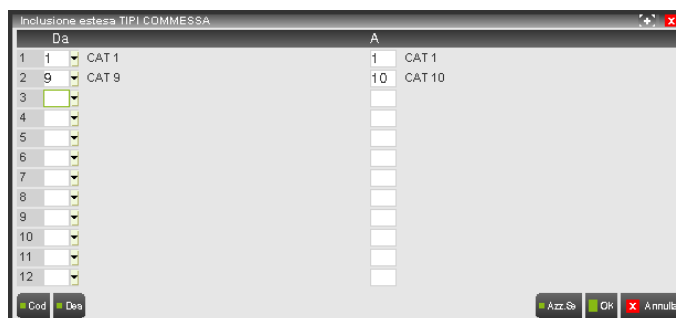 Inclusione estesa TIPI COMMESSA
Da A
1 1 CAT 1 1 CAT 1
2 9 CAT 9 10 CAT 10
3
4
5
6
7
8
9
10
11
12
Cod Des Azz.Se OK X Annulla